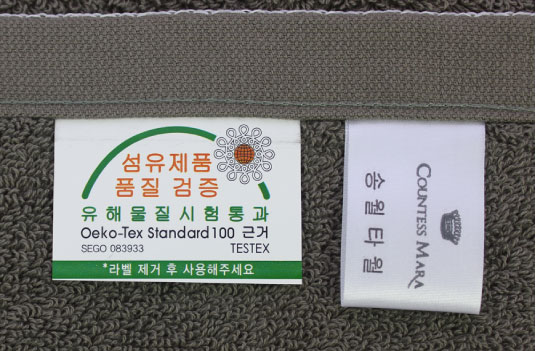 섬유제품
품질 검증
유해물질시험통과
Oeko-Tex Standard 100 근거
SEGO 083933 TESTEX
*라벨 제거 후 사용해주세요
COUNTESS MARA
송월타월